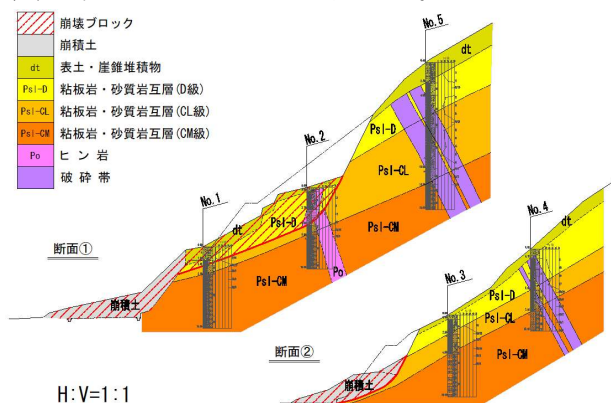 崩壊ブロック
崩積土
dt 表土・崖錐堆積物
Psl-D 粘板岩・砂質岩互層(D級)
Psl-CL 粘板岩・砂質岩互層(CL級)
Psl-CM 粘板岩・砂質岩互層(CM級)
Po ヒン岩
破砕帯
No.5
dt
Psl-D
No.2
Psl-CL
No.1
Psl-D
dt
断面①
Psl-CM
Psl-CM
Po
No.4
dt
No.3
崩積土
Psl-D
Psl-CL
断面②
Psl-CM
崩積土
H:V=1:1